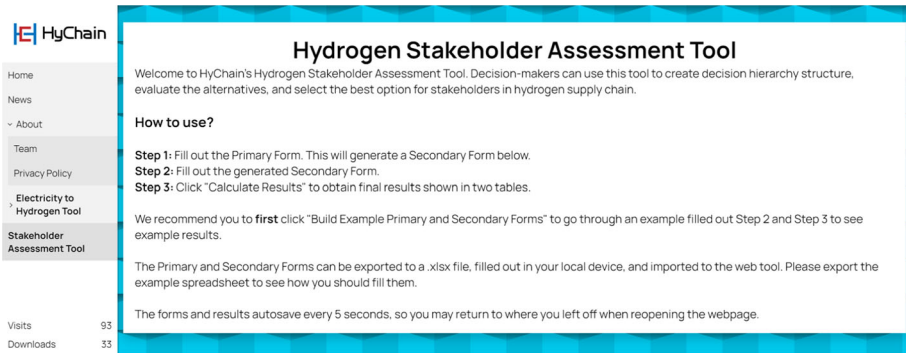 HyChain
Home
News
About
Team
Privacy Policy
Electricity to
Hydrogen Tool
Stakeholder
Assessment Tool
Visits 93
Downloads 33
Hydrogen Stakeholder Assessment Tool
Welcome to HyChain's Hydrogen Stakeholder Assessment Tool. Decision-makers can use this tool to create decision hierarchy structure,
evaluate the alternatives, and select the best option for stakeholders in hydrogen supply chain.
How to use?
Step 1: Fill out the Primary Form. This will generate a Secondary Form below.
Step 2: Fill out the generated Secondary Form.
Step 3: Click "Calculate Results" to obtain final results shown in two tables.
We recommend you to first click "Build Example Primary and Secondary Forms" to go through an example filled out Step 2 and Step 3 to see
example results.
The Primary and Secondary Forms can be exported to a .xlsx file, filled out in your local device, and imported to the web tool. Please export the
example spreadsheet to see how you should fill them.
The forms and results autosave every 5 seconds, so you may return to where you left off when reopening the webpage.